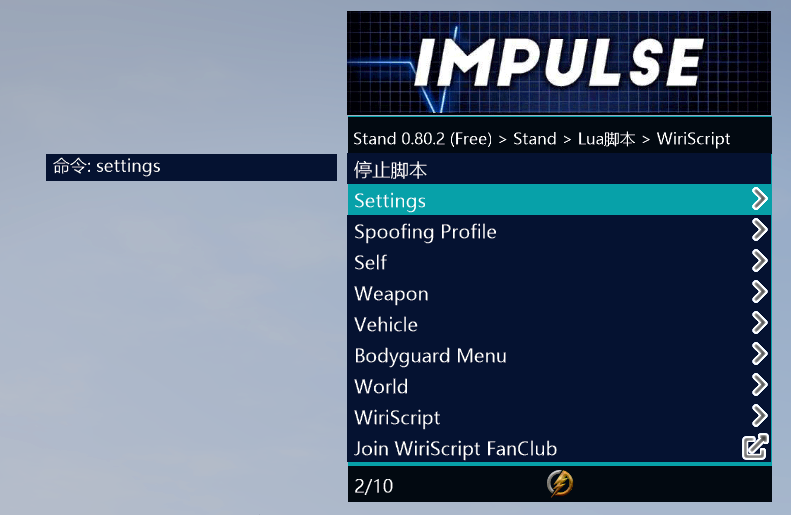 IMPULSE
Stand 0.80.2 (Free) > Stand > Lua脚本 > WiriScript
命令: settings
停止脚本
Settings
Spoofing Profile
Self
Weapon
Vehicle
Bodyguard Menu
World
WiriScript
Join WiriScript FanClub
2/10